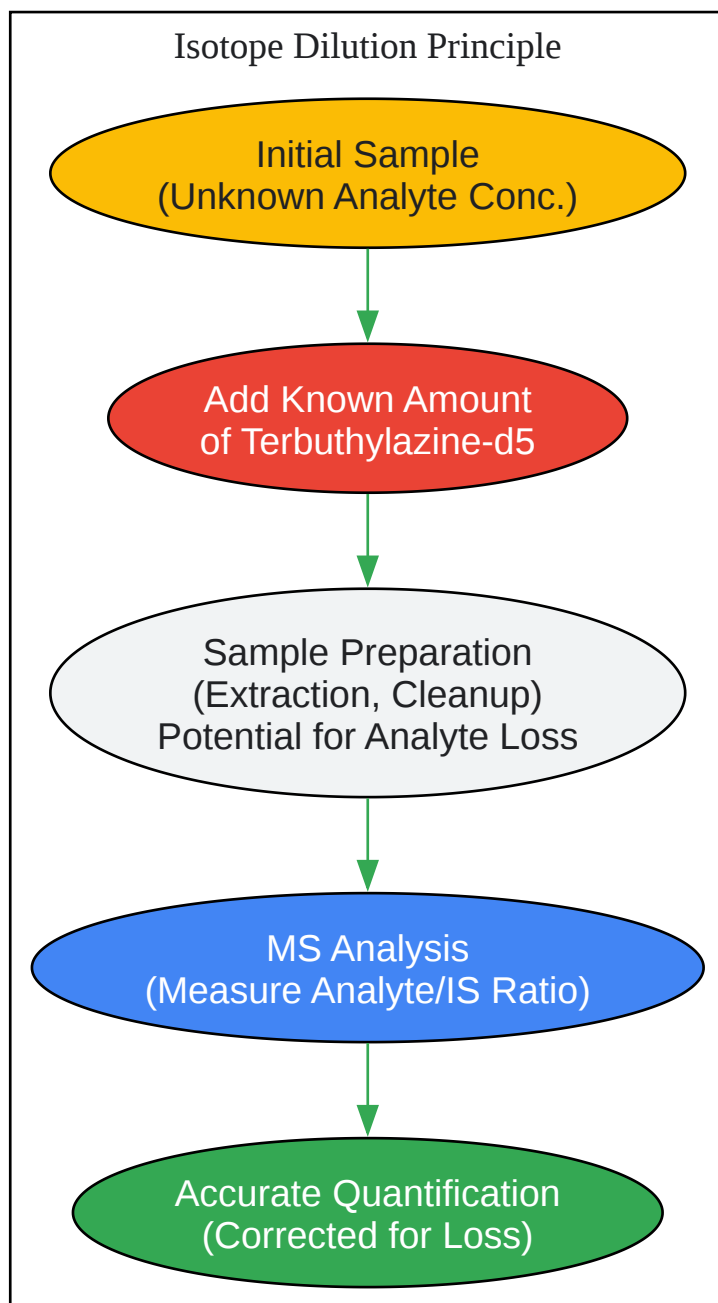 Isotope Dilution Principle
Initial Sample
(Unknown Analyte Conc.)
Add Known Amount
of Terbuthylazine-d5
Sample Preparation
(Extraction, Cleanup)
Potential for Analyte Loss
MS Analysis
(Measure Analyte/IS Ratio)
Accurate Quantification
(Corrected for Loss)